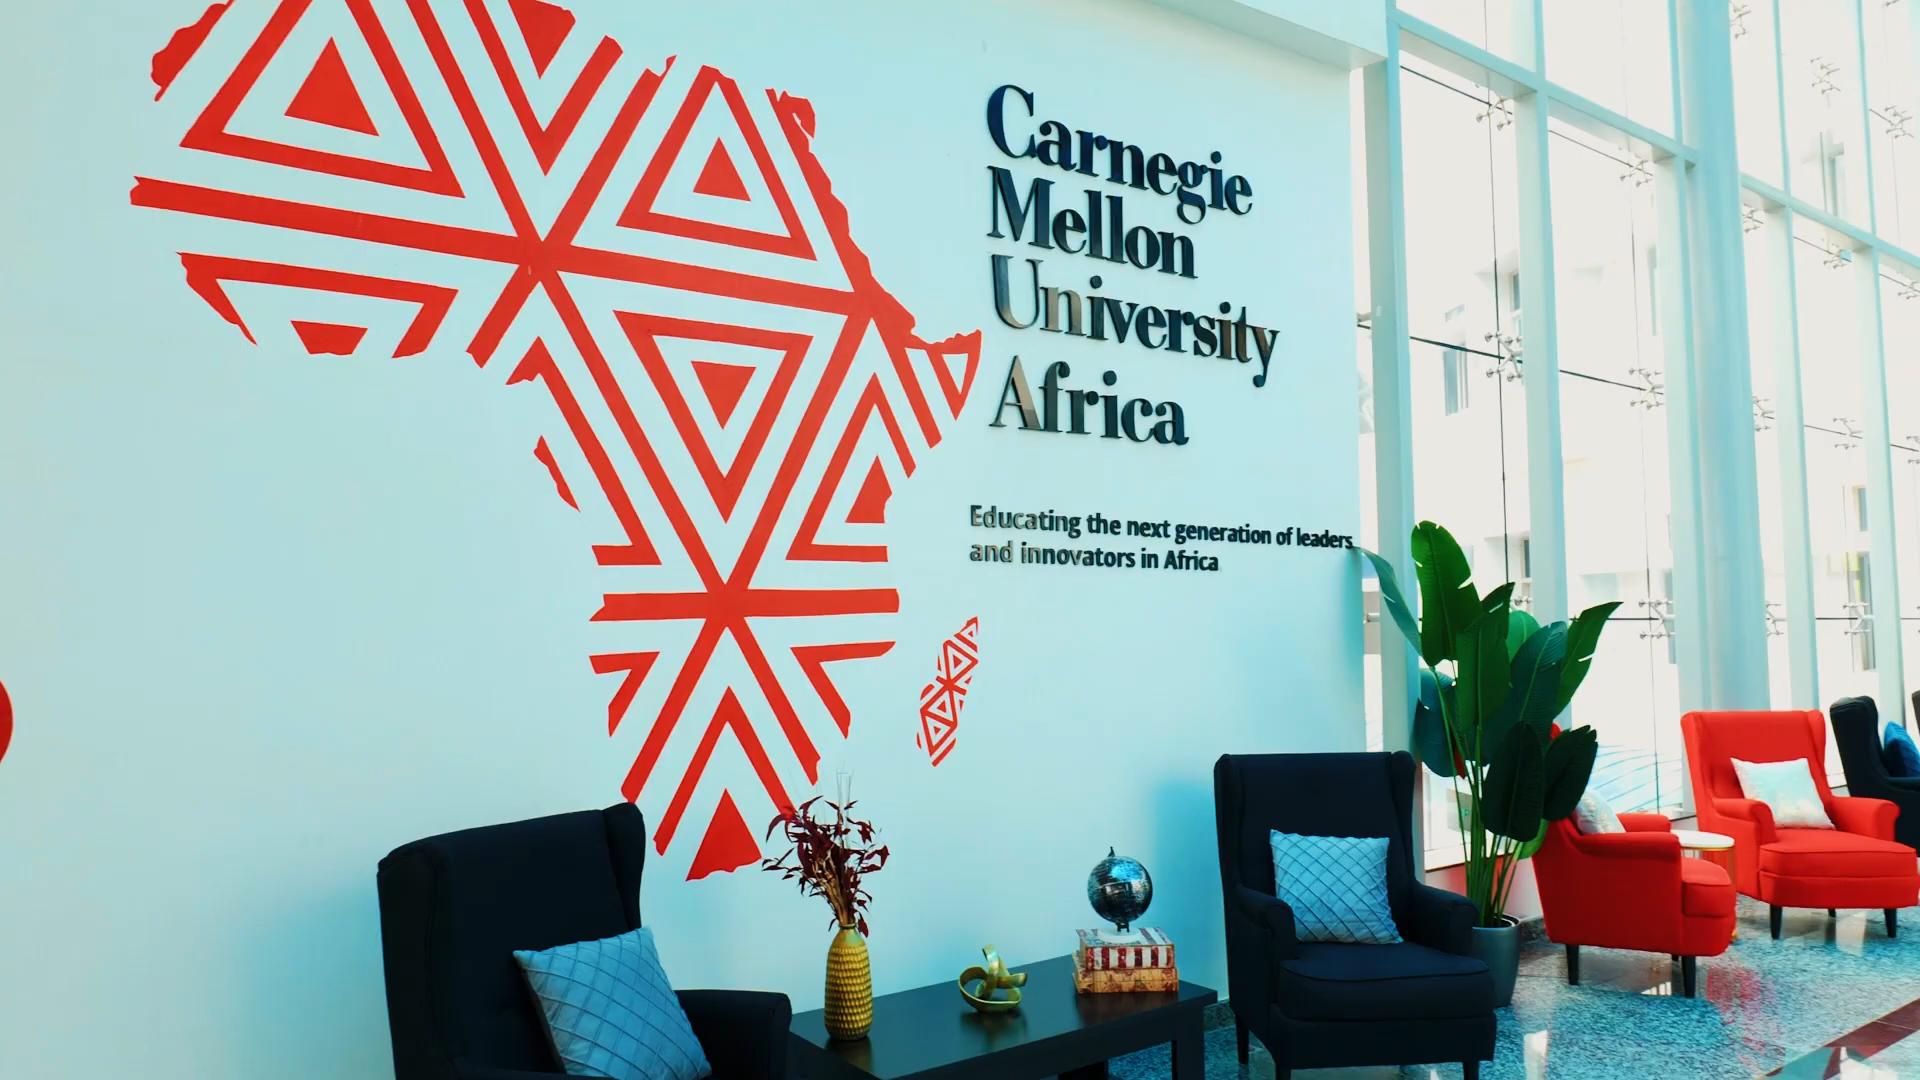 Carnegie
Mellon
University
Africa
Educating the next generation of leaders
and innovators in Africa